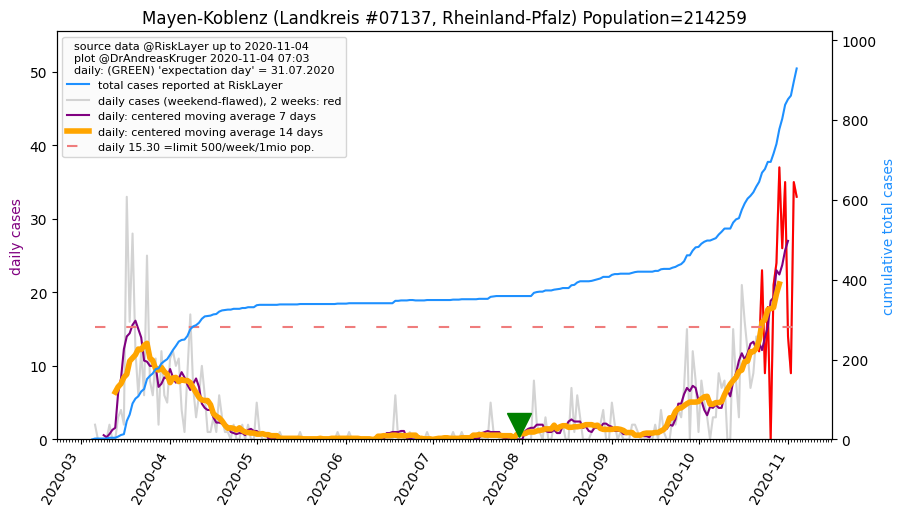 Mayen-Koblenz (Landkreis #07137, Rheinland-Pfalz) Population=214259
source data @RiskLayer up to 2020-11-04
plot @DrAndreasKruger 2020-11-04 07:03
daily: (GREEN) 'expectation day' = 31.07.2020
total cases reported at RiskLayer
daily cases (weekend-flawed), 2 weeks: red
daily: centered moving average 7 days
daily: centered moving average 14 days
daily 15.30 =limit 500/week/1mio pop.
daily cases
50
40
30
20
10
0
cumulative total cases
1000
800
600
400
200
0
2020-03
2020-04
2020-05
2020-06
2020-07
2020-08
2020-09
2020-10
2020-11